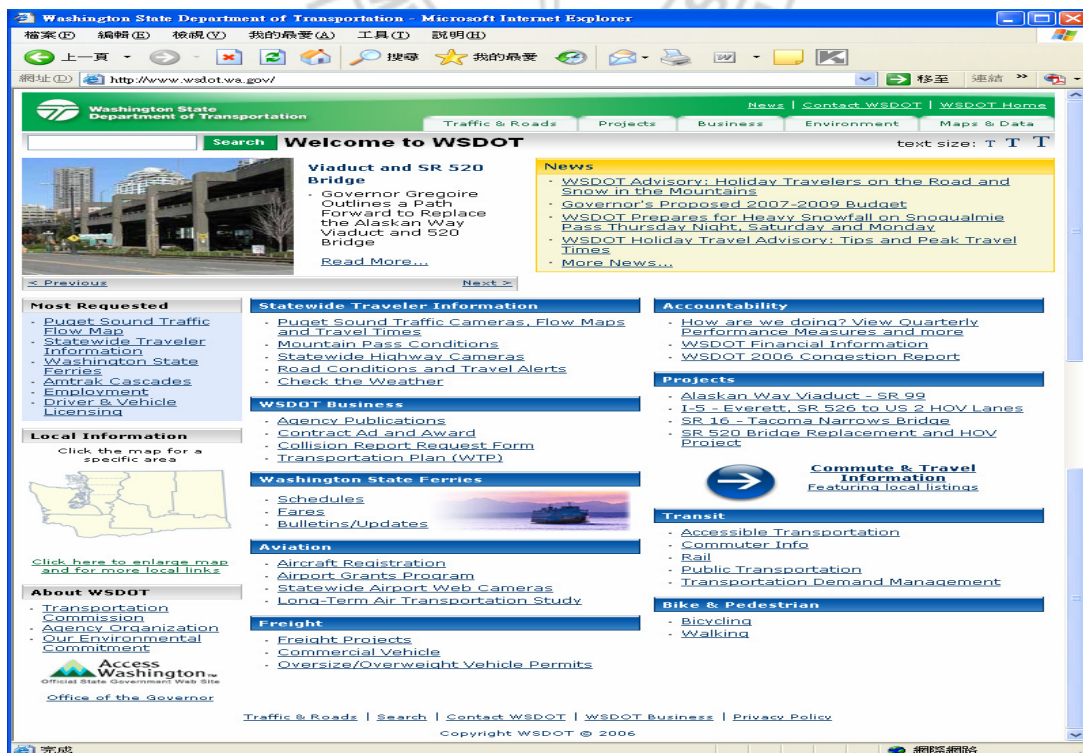 Washington State Department of Transportation - Microsoft Internet Explorer
檔案(F) 編輯(E) 檢視(V) 我的最愛(A) 工具(T) 說明(H)
上一頁 搜尋 我的最愛
網址(D) http://www.wsdot.wa.gov/ 移至 連結 »
Washington State
Department of Transportation
News | Contact WSDOT | WSDOT Home
Traffic & Roads Projects Business Environment Maps & Data
Search Welcome to WSDOT
text size: T T T
Viaduct and SR 520
Bridge
· Governor Gregoire
Outlines a Path
Forward to Replace
the Alaskan Way
Viaduct and 520
Bridge
Read More...
< Previous Next >
News
· WSDOT Advisory: Holiday Travelers on the Road and
Snow in the Mountains
· Governor's Proposed 2007-2009 Budget
· WSDOT Prepares for Heavy Snowfall on Snoqualmie
Pass Thursday Night, Saturday and Monday
· WSDOT Holiday Travel Advisory: Tips and Peak Travel
Times
· More News...
Most Requested
· Puget Sound Traffic
Flow Map
· Statewide Traveler
Information
· Washington State
Ferries
· Amtrak Cascades
· Employment
· Driver & Vehicle
Licensing
Local Information
Click the map for a
specific area
Click here to enlarge map
and for more local links
About WSDOT
· Transportation
Commission
· Agency Organization
· Our Environmental
Commitment
Access
Washington™
Official State Government Web Site
Office of the Governor
Statewide Traveler Information
· Puget Sound Traffic Cameras, Flow Maps
and Travel Times
· Mountain Pass Conditions
· Statewide Highway Cameras
· Road Conditions and Travel Alerts
· Check the Weather
WSDOT Business
· Agency Publications
· Contract Ad and Award
· Collision Report Request Form
· Transportation Plan (WTP)
Washington State Ferries
· Schedules
· Fares
· Bulletins/Updates
Aviation
· Aircraft Registration
· Airport Grants Program
· Statewide Airport Web Cameras
· Long-Term Air Transportation Study
Freight
· Freight Projects
· Commercial Vehicle
· Oversize/Overweight Vehicle Permits
Accountability
· How are we doing? View Quarterly
Performance Measures and more
· WSDOT Financial Information
· WSDOT 2006 Congestion Report
Projects
· Alaskan Way Viaduct - SR 99
· I-5 - Everett, SR 526 to US 2 HOV Lanes
· SR 16 - Tacoma Narrows Bridge
· SR 520 Bridge Replacement and HOV
Project
Commute & Travel
Information
Featuring local listings
Transit
· Accessible Transportation
· Commuter Info
· Rail
· Public Transportation
· Transportation Demand Management
Bike & Pedestrian
· Bicycling
· Walking
Traffic & Roads | Search | Contact WSDOT | WSDOT Business | Privacy Policy
Copyright WSDOT © 2006
完成 網際網路